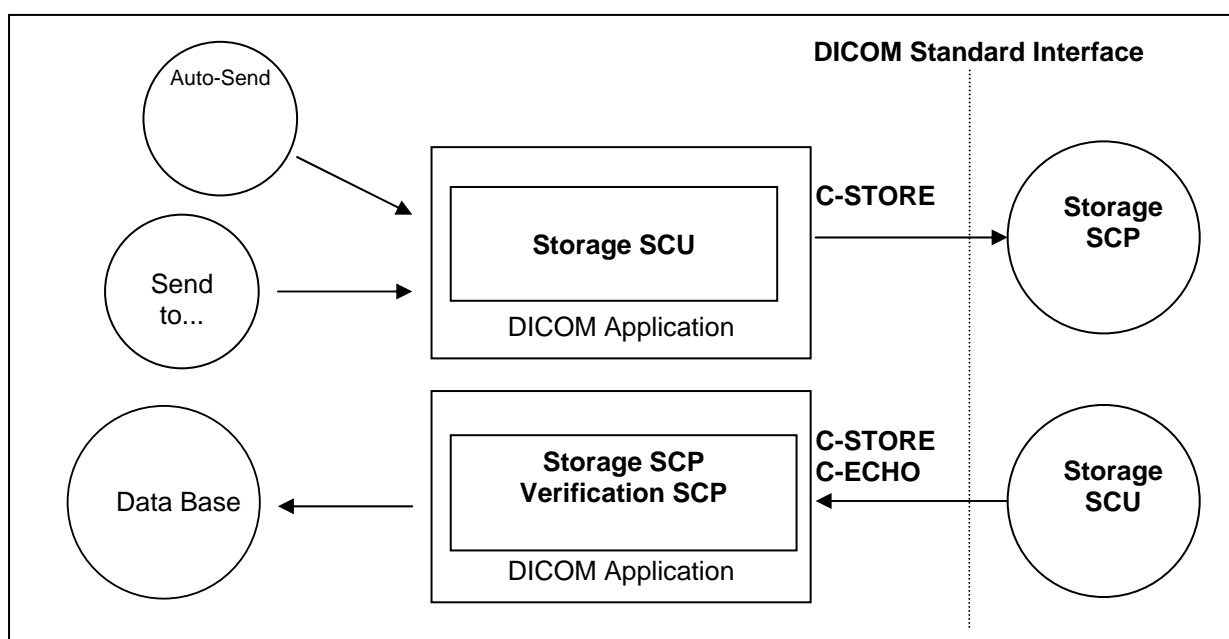 DICOM Standard Interface
Auto-Send
Send
to...
Storage SCU
DICOM Application
C-STORE
Storage
SCP
Data Base
Storage SCP
Verification SCP
DICOM Application
C-STORE
C-ECHO
Storage
SCU